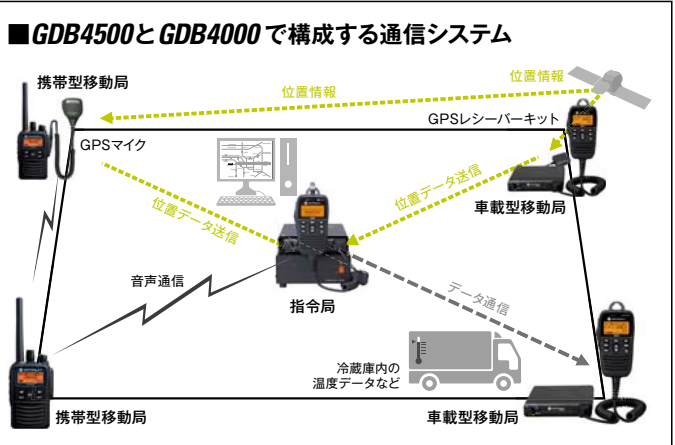 ■GDB4500とGDB4000で構成する通信システム
携帯型移動局
位置情報
位置情報
GPSマイク
GPSレシーバーキット
位置データ送信
位置データ送信
車載型移動局
音声通信
指令局
データ通信
冷蔵庫内の
温度データなど
携帯型移動局
車載型移動局